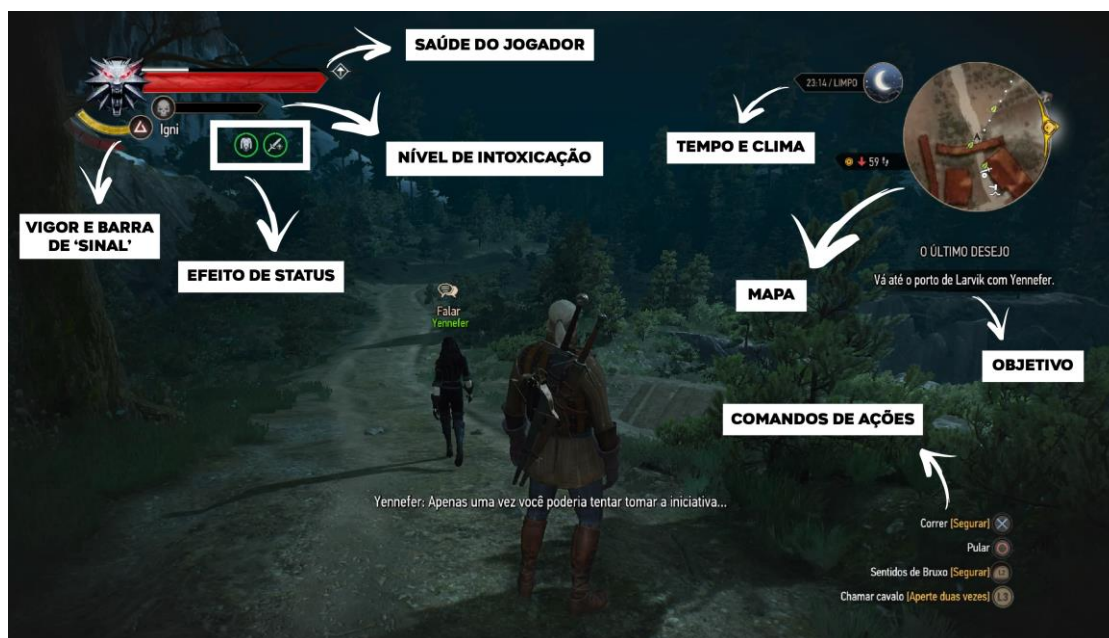 SAÚDE DO JOGADOR
23:14 / LIMPO
Igni
NÍVEL DE INTOXICAÇÃO
TEMPO E CLIMA
59
VIGOR E BARRA
DE ‘SINAL’
EFEITO DE STATUS
O ÚLTIMO DESEJO
Vá até o porto de Larvik com Yennefer.
MAPA
Falar
Yennefer
OBJETIVO
COMANDOS DE AÇÕES
Yennefer: Apenas uma vez você poderia tentar tomar a iniciativa...
Correr [Segurar]
Pular
Sentidos de Bruxo [Segurar] L2
Chamar cavalo [Aperte duas vezes] L3